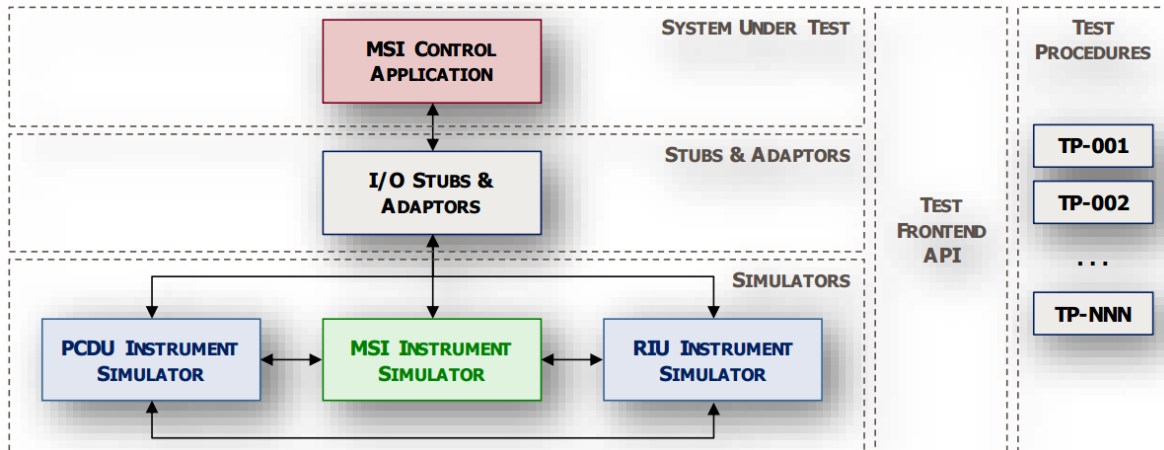 SYSTEM UNDER TEST
MSI CONTROL
APPLICATION
STUBS & ADAPTORS
I/O STUBS &
ADAPTORS
SIMULATORS
PCDU INSTRUMENT
SIMULATOR
MSI INSTRUMENT
SIMULATOR
RIU INSTRUMENT
SIMULATOR
TEST
FRONTEND
API
TEST
PROCEDURES
TP-001
TP-002
...
TP-NNN